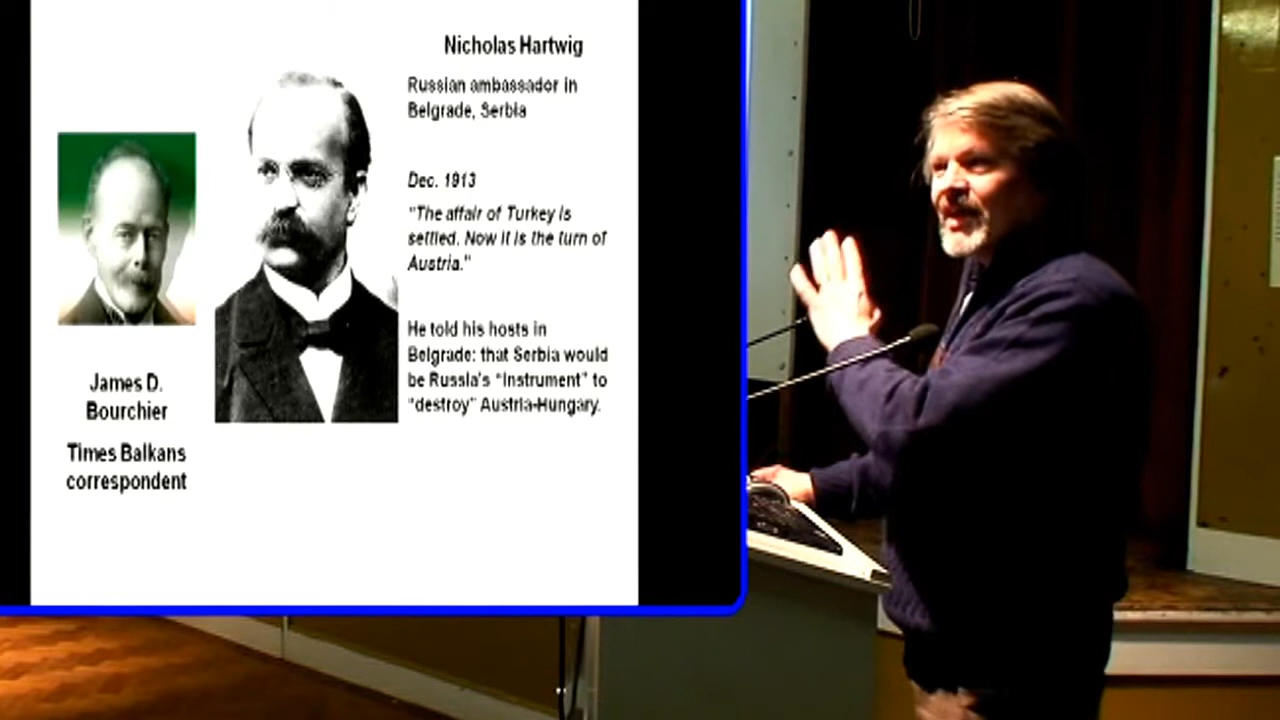 Nicholas Hartwig
Russian ambassador in
Belgrade, Serbia
Dec. 1913
"The affair of Turkey is
settled. Now it is the turn of
Austria."
He told his hosts in
Belgrade: that Serbia would
be Russia's "instrument" to
"destroy" Austria-Hungary.
James D.
Bourchier
Times Balkans
correspondent